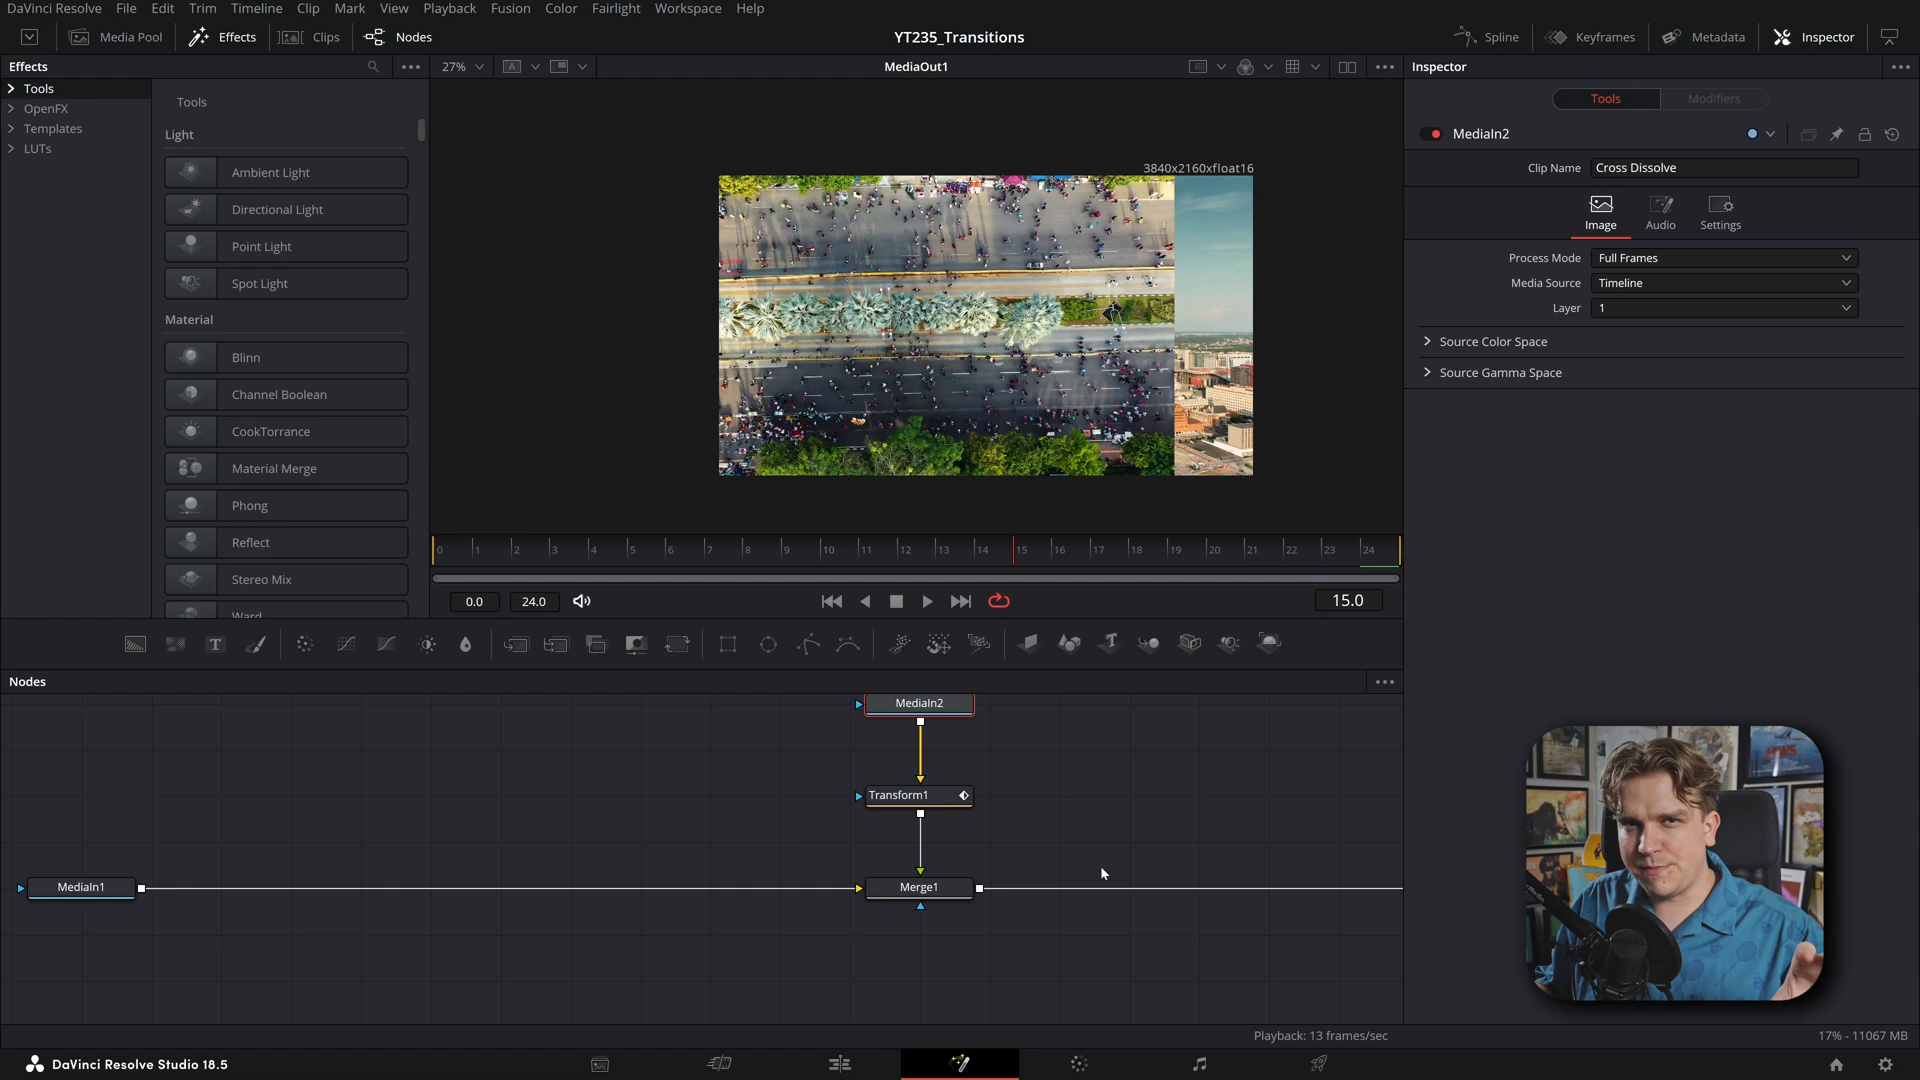 DaVinci Resolve File Edit Trim Timeline Clip Mark View Playback Fusion Color Fairlight Workspace Help
Media Pool Effects Clips Nodes YT235_Transitions Spline Keyframes Metadata Inspector
Effects 27% A MediaOut1 Inspector
Tools
OpenFX
Templates
LUTs
Tools
Light
Ambient Light
Directional Light
Point Light
Spot Light
Material
Blinn
Channel Boolean
CookTorrance
Material Merge
Phong
Reflect
Stereo Mix
Ward
3840x2160xfloat16
0 1 2 3 4 5 6 7 8 9 10 11 12 13 14 15 16 17 18 19 20 21 22 23 24
0.0 24.0 15.0
T T
Tools Modifiers
MediaIn2
Clip Name Cross Dissolve
Image Audio Settings
Process Mode Full Frames
Media Source Timeline
Layer 1
Source Color Space
Source Gamma Space
Nodes
MediaIn2
Transform1
MediaIn1 Merge1
Playback: 13 frames/sec 17% - 11067 MB
DaVinci Resolve Studio 18.5